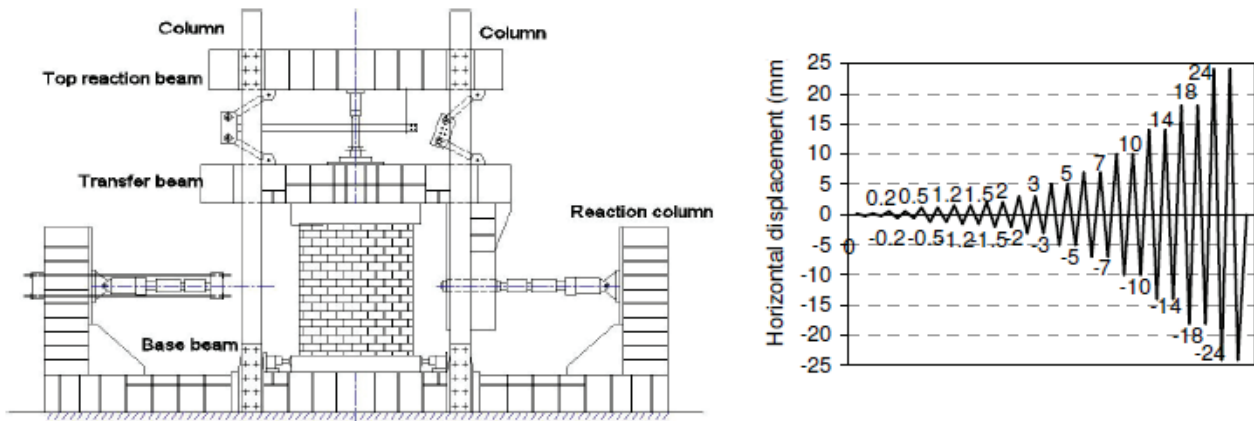 Column
Column
Top reaction beam
Transfer beam
Reaction column
Base beam
Horizontal displacement (mm
25
20
15
10
5
0
-5
-10
-15
-20
-25
0
0.2 0.5 1.2 1.5 2 3 5 7 10 14 18 24
-0.2 -0.5 -1.2 -1.5 -2 -3 -5 -7 -10 -14 -18 -24